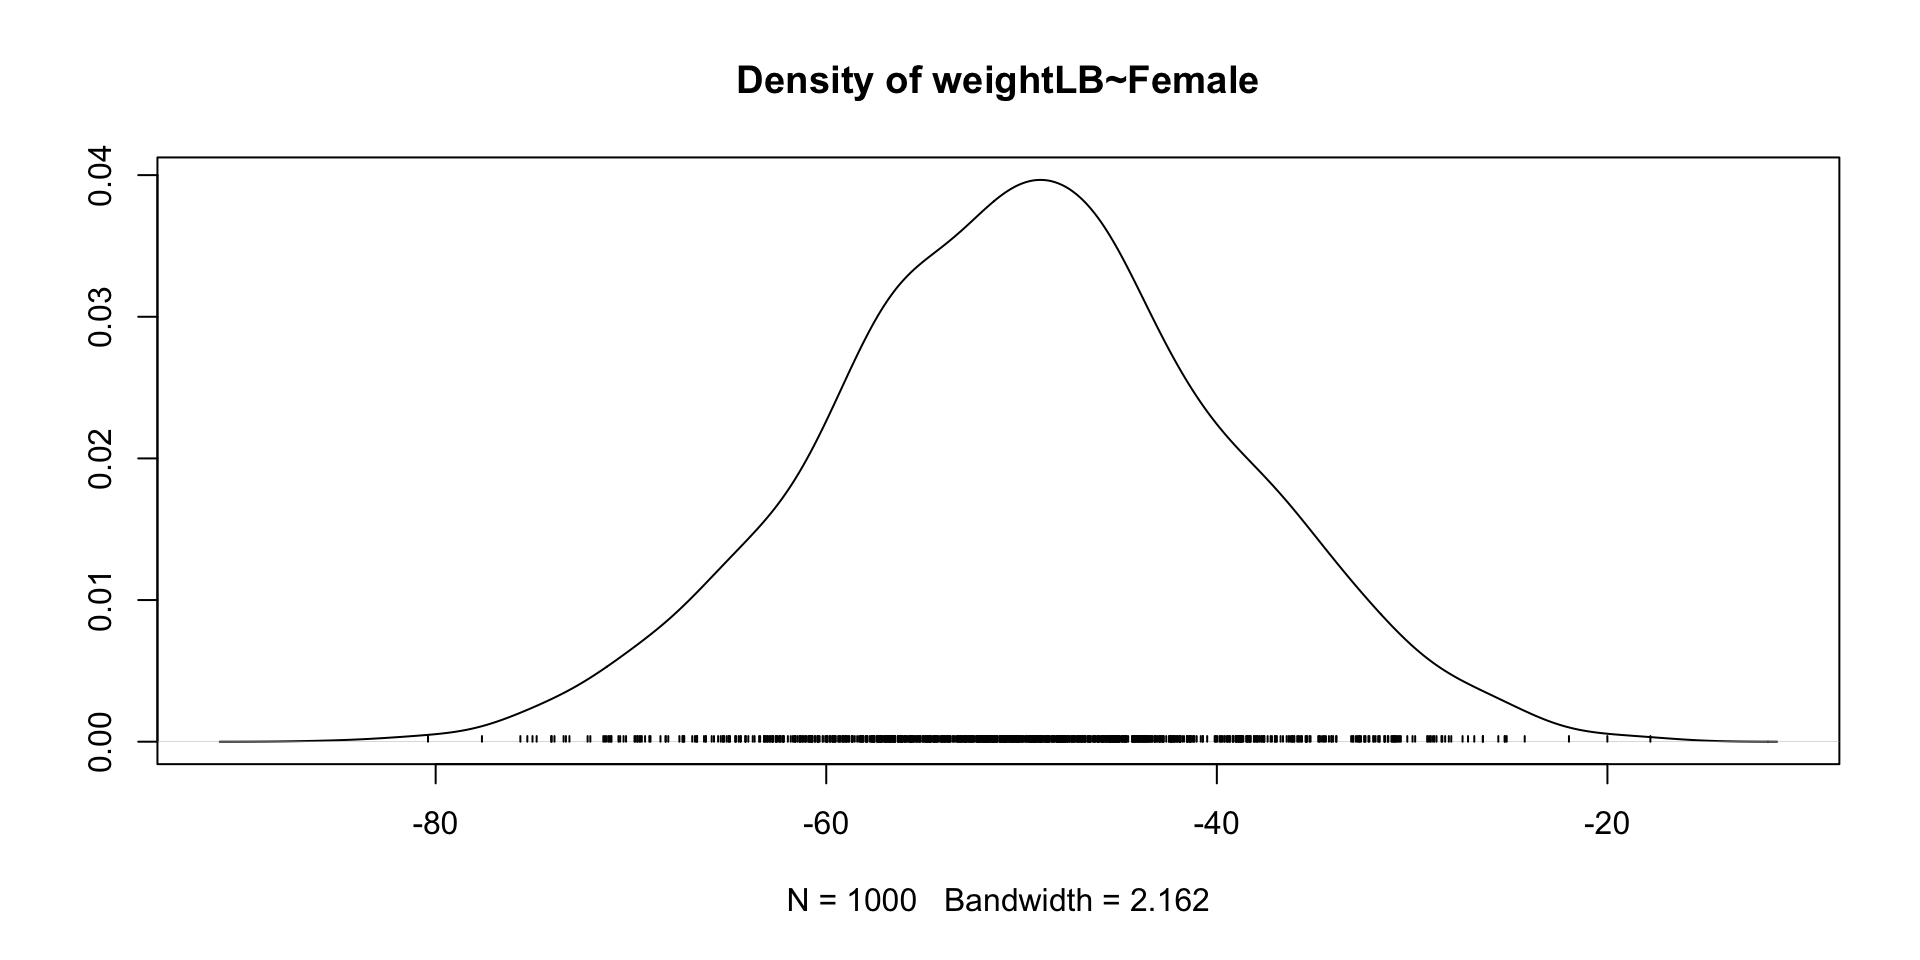 Density of weightLB~Female
0.04
0.03
0.02
0.01
0.00
-80 -60 -40 -20
N = 1000 Bandwidth = 2.162